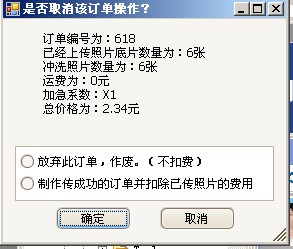 是否取消该订单操作？
订单编号为：618
已经上传照片底片数量为：6张
冲洗照片数量为：6张
运费为：0元
加急系数：X1
总价格为：2.34元
放弃此订单，作废。（不扣费）
制作传成功的订单并扣除已传照片的费用
确定
取消